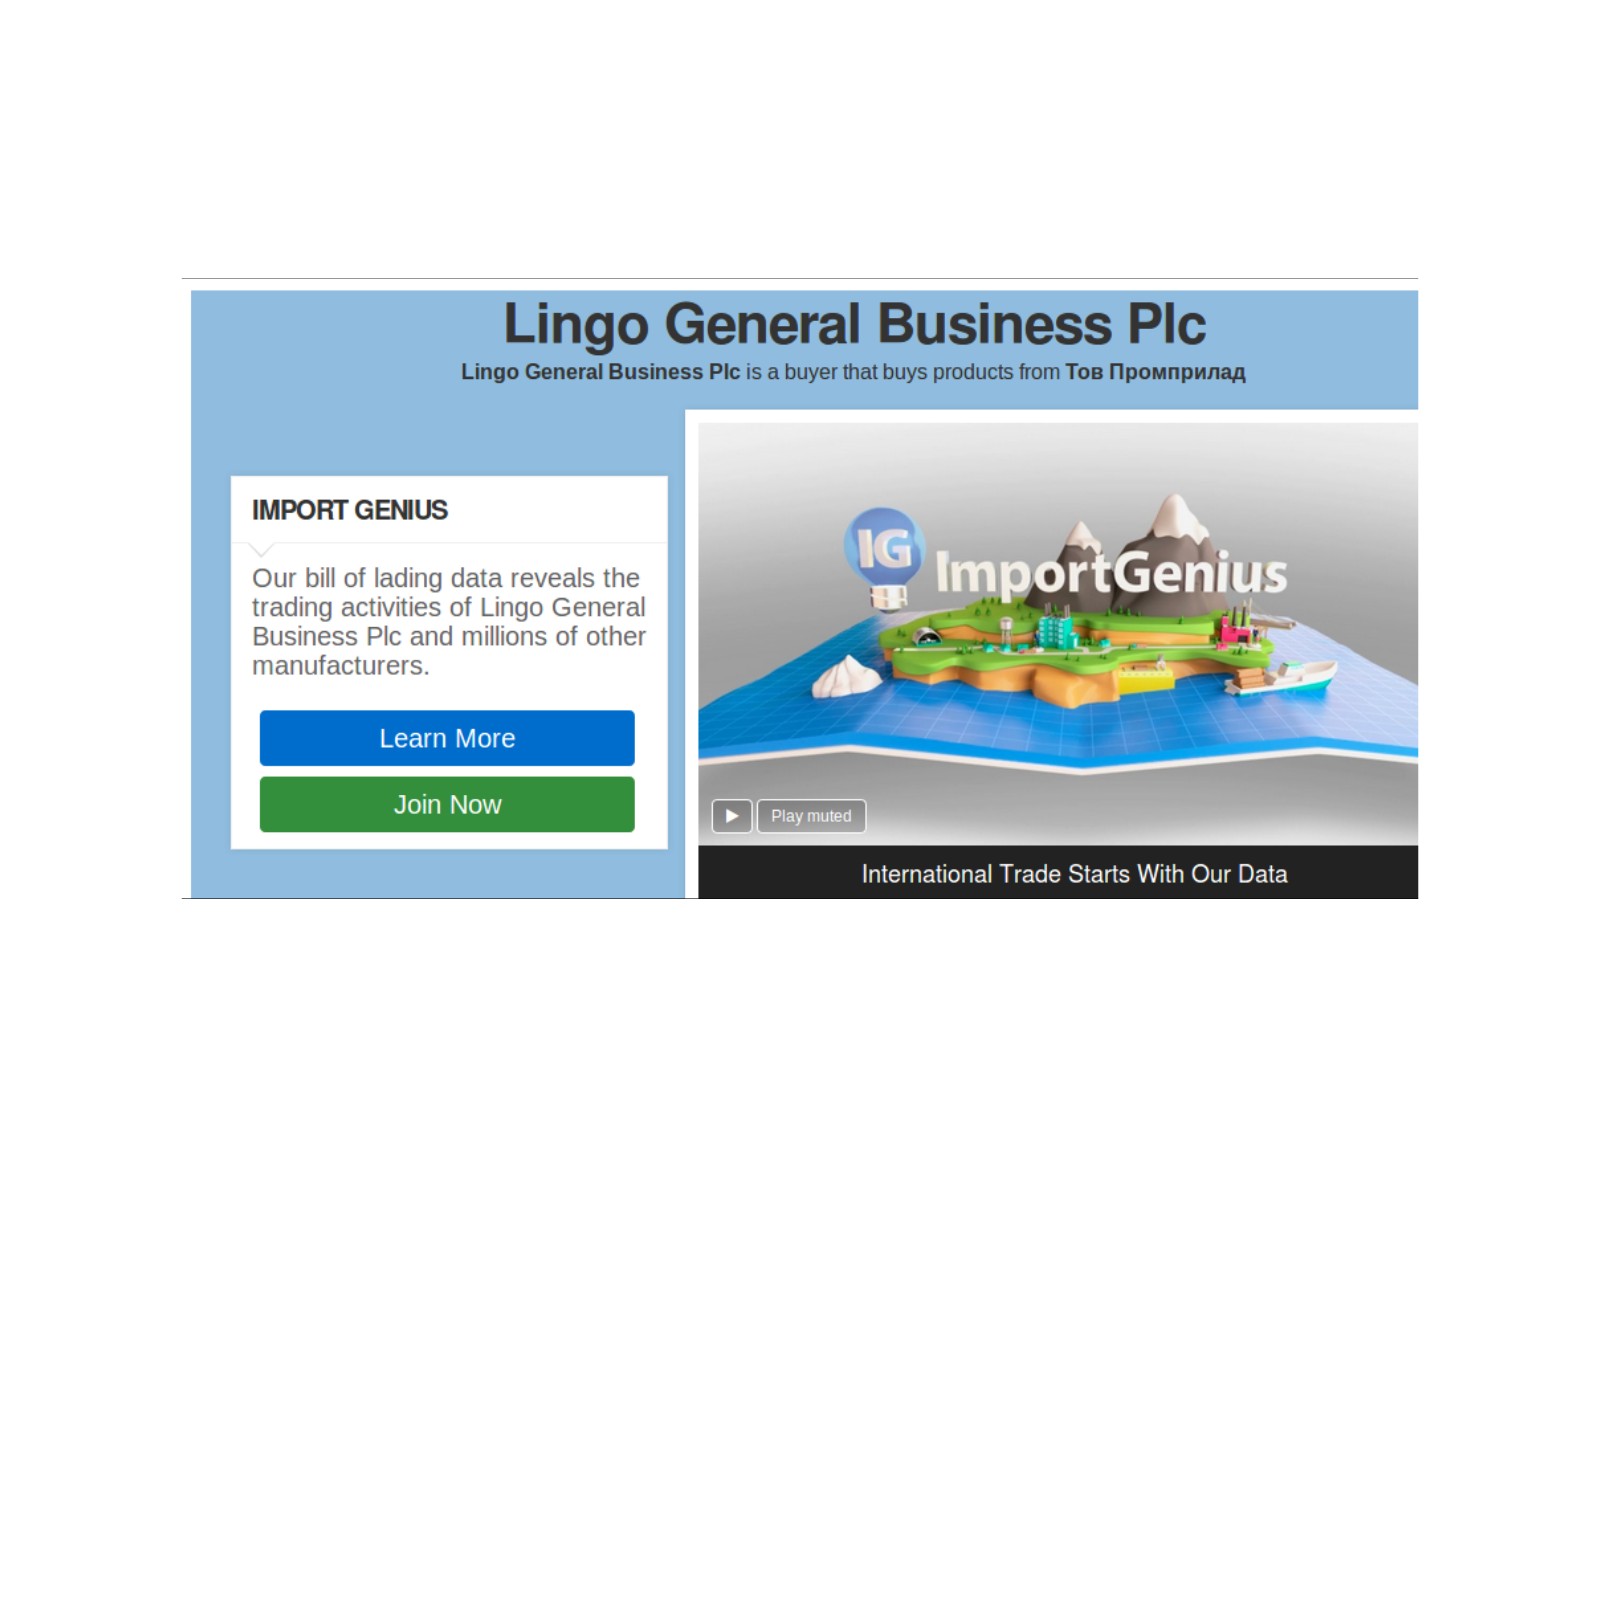 Lingo General Business Plc
Lingo General Business Plc is a buyer that buys products from Тов Промприлад
IMPORT GENIUS
Our bill of lading data reveals the
trading activities of Lingo General
Business Plc and millions of other
manufacturers.
Learn More
Join Now
IG
ImportGenius
Play muted
International Trade Starts With Our Data